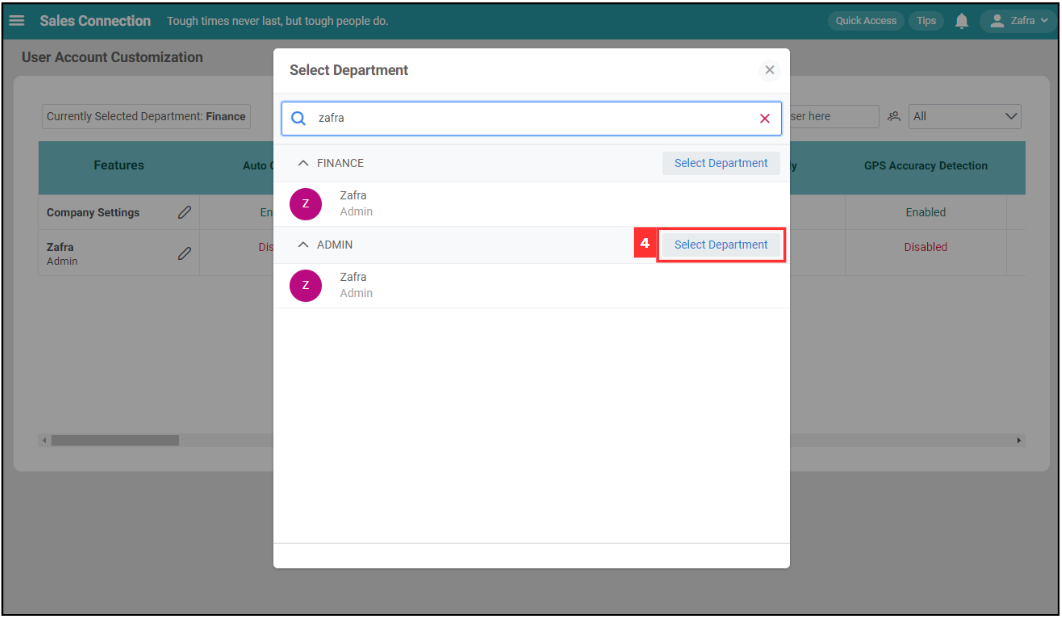 Sales Connection Tough times never last, but tough people do. Quick Access Tips Zafra
User Account Customization
Select Department
Currently Selected Department: Finance
zafra
ser here
All
Features
Auto
GPS Accuracy Detection
FINANCE Select Department
Zafra
Admin
Company Settings
En
Enabled
ADMIN 4 Select Department
Zafra
Admin
Dis
Disabled
Z
Zafra
Admin
Z